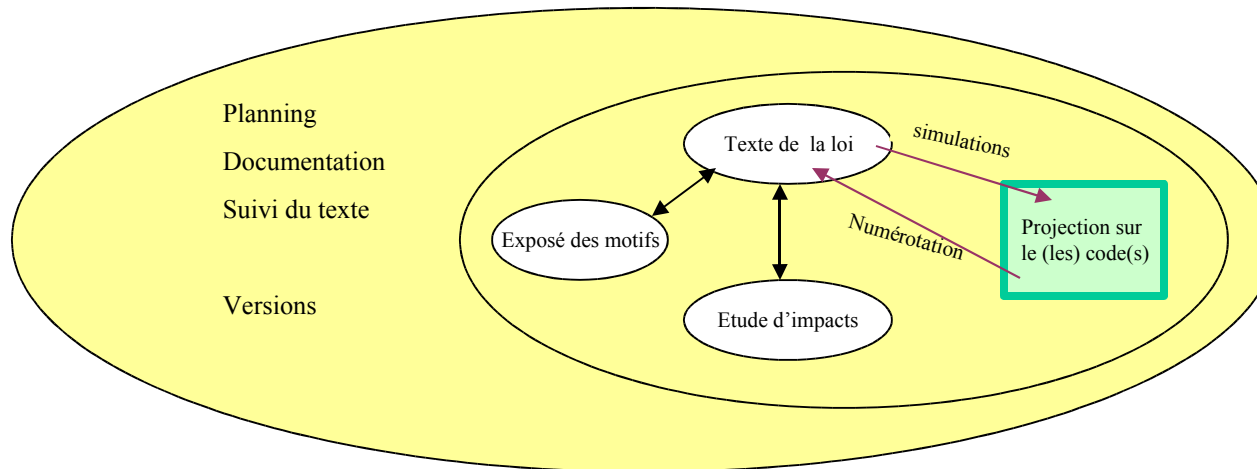 Planning
Documentation
Suivi du texte
Versions
Texte de la loi
simulations
Exposé des motifs
Numérotation
Projection sur
le (les) code(s)
Etude d’impacts